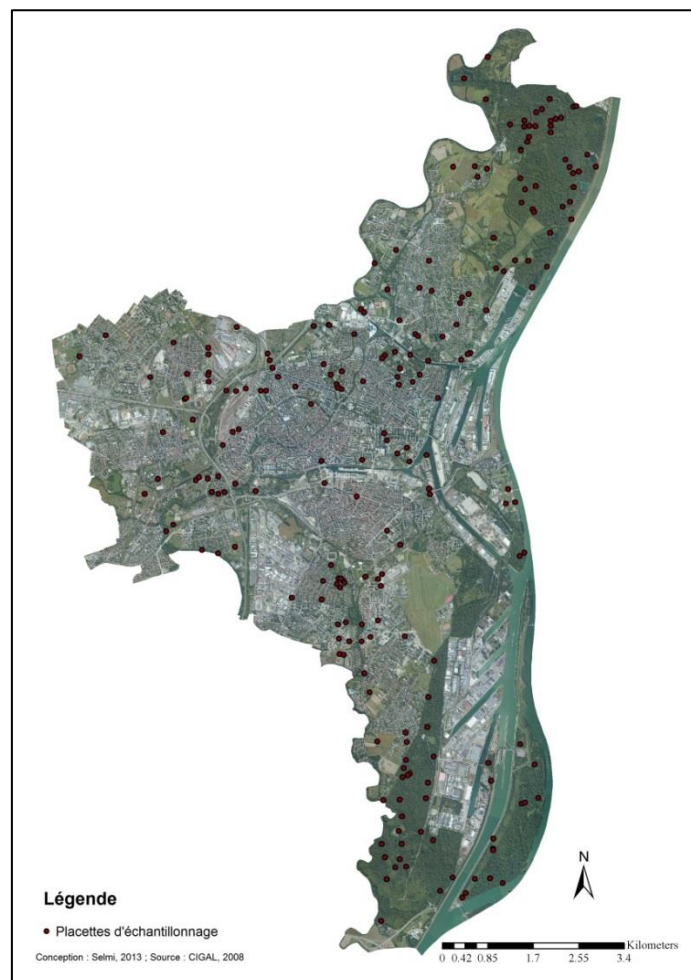 N
Légende
Placettes d'échantillonnage
Conception : Selmi, 2013 ; Source : CIGAL, 2008
Kilometers
0 0.42 0.85 1.7 2.55 3.4